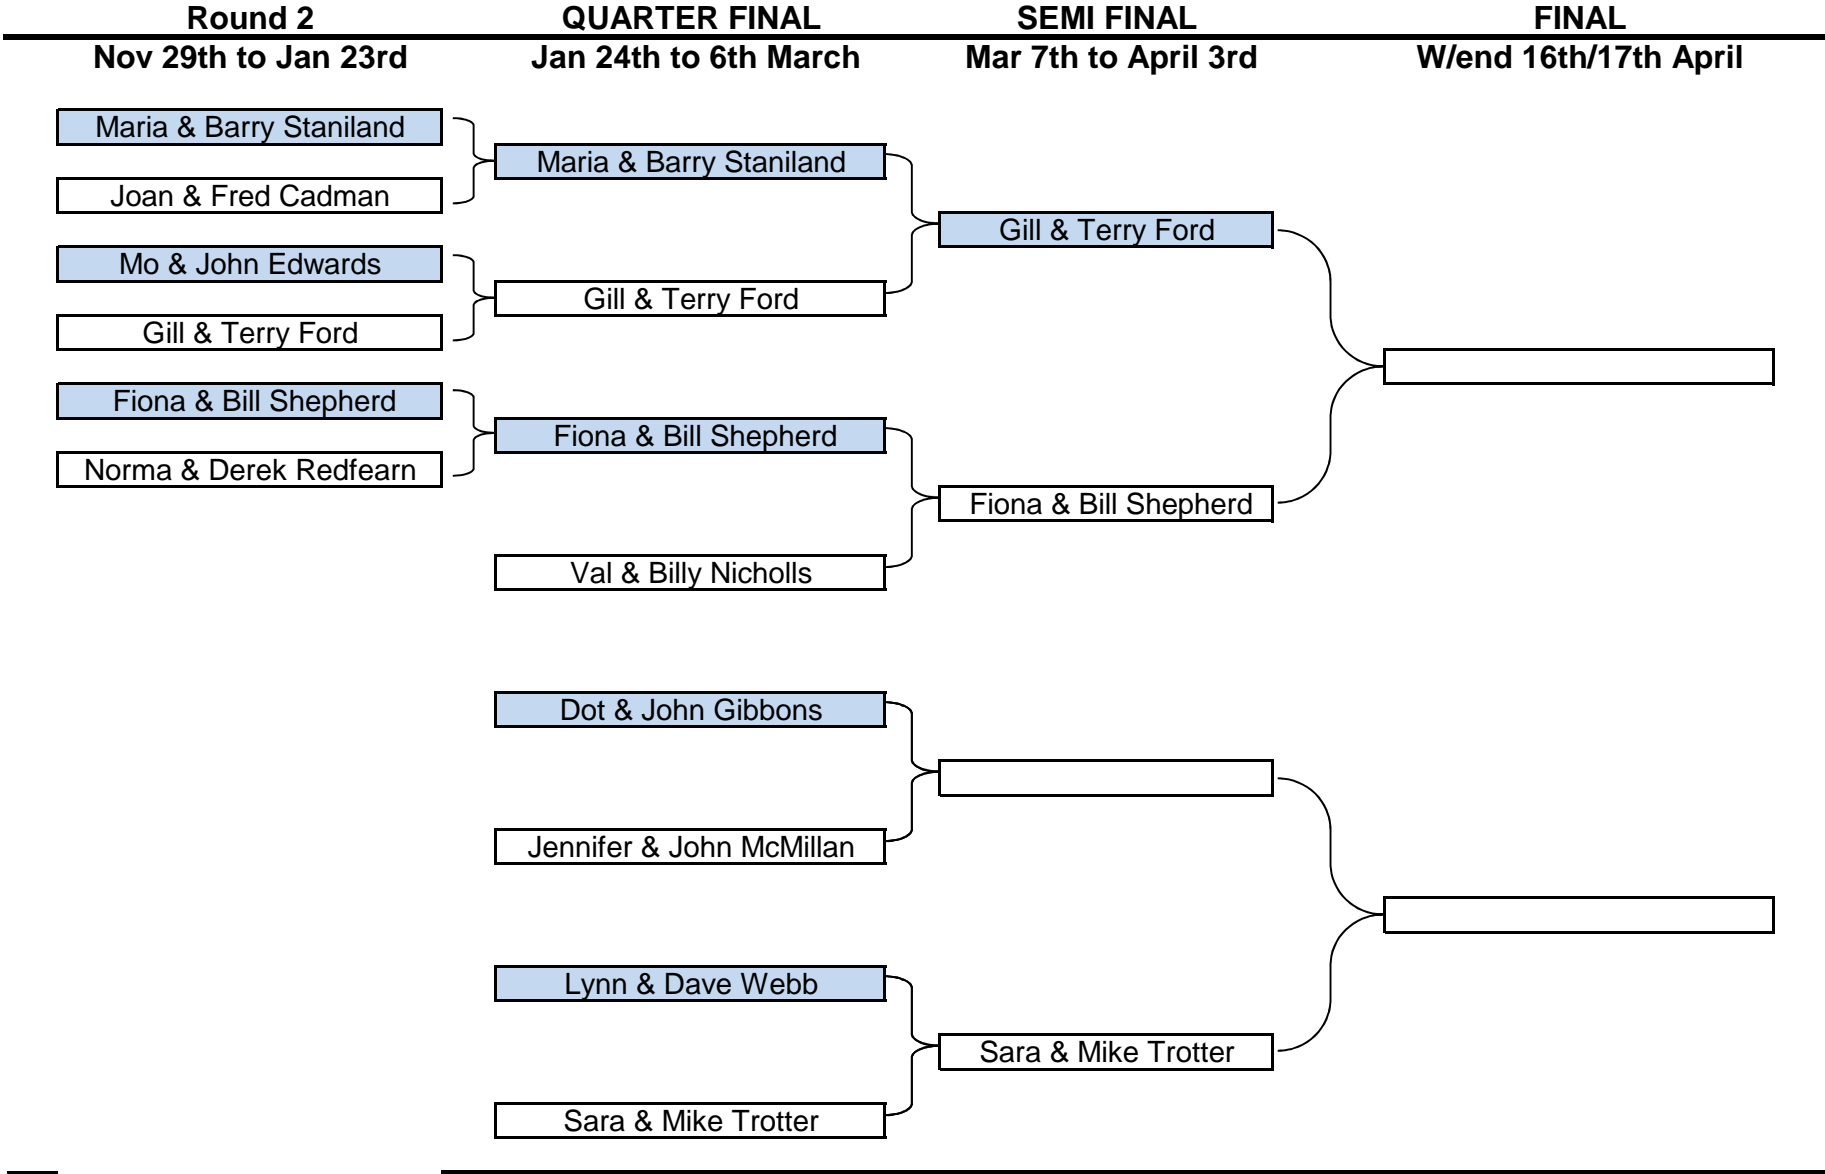 Round 2 QUARTER FINAL SEMI FINAL FINAL
Nov 29th to Jan 23rd Jan 24th to 6th March Mar 7th to April 3rd W/end 16th/17th April
Maria & Barry Staniland
Joan & Fred Cadman
Mo & John Edwards
Gill & Terry Ford
Fiona & Bill Shepherd
Norma & Derek Redfearn
Maria & Barry Staniland
Gill & Terry Ford
Fiona & Bill Shepherd
Val & Billy Nicholls
Dot & John Gibbons
Jennifer & John McMillan
Lynn & Dave Webb
Sara & Mike Trotter
Gill & Terry Ford
Fiona & Bill Shepherd
Sara & Mike Trotter